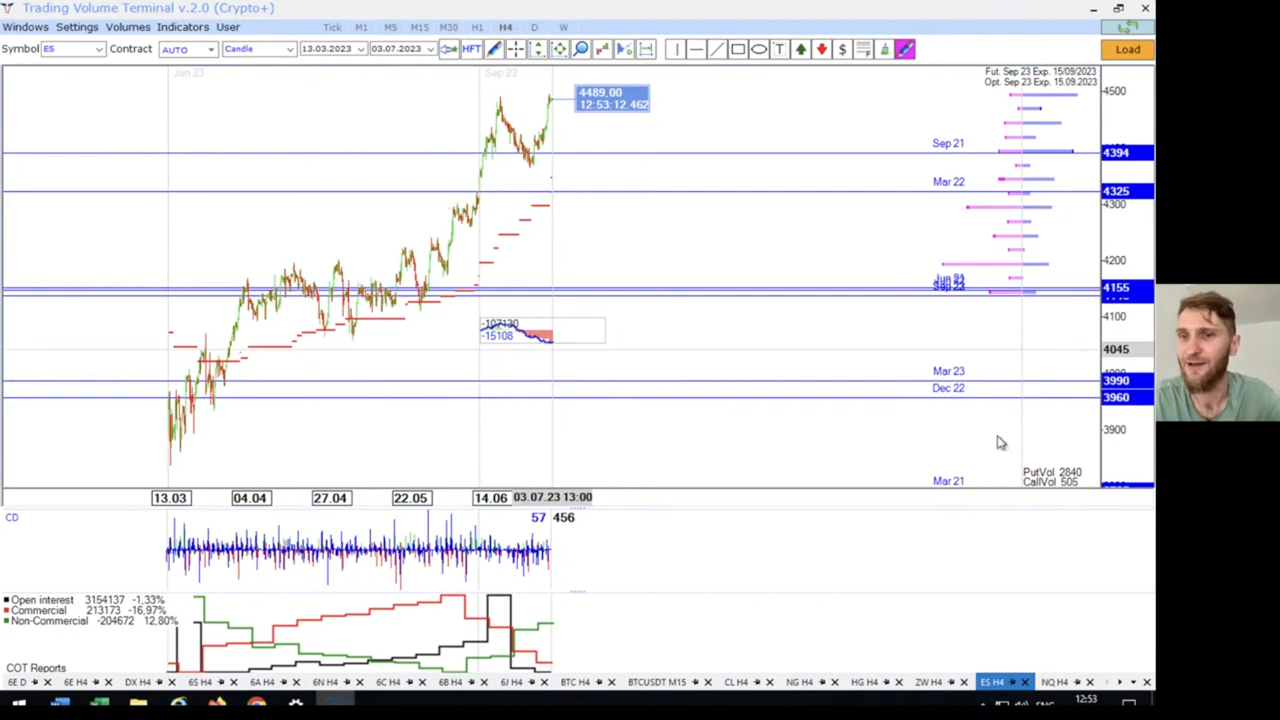 Trading Volume Terminal v.2.0 (Crypto+)
Windows Settings Volumes Indicators User
Tick M1 M5 M15 M30 H1 H4 D W
Symbol ES Contract AUTO Candle 13.03.2023 03.07.2023 HFT T $ Load
Jun 23 Sep 23
Fut. Sep 23 Exp. 15/09/2023
Opt. Sep 23 Exp. 15.09.2023
4489,00
12:53:12.462
4500
Sep 21 4394
Mar 22 4325
4300
4200
Jun 21
Sep 23
4155
4100
-107130
-15108
4045
Mar 23 3990
Dec 22 3960
3900
PutVol 2840
Mar 21 CallVol 505
13.03 04.04 27.04 22.05 14.06 03.07.23 13:00
CD 57 456
Open interest 3154137 -1,33%
Commercial 213173 -16,97%
Non-Commercial -204672 12,80%
COT Reports
6E D 6E H4 DX H4 6S H4 6A H4 6N H4 6C H4 6B H4 6J H4 BTC H4 BTCUSDT M15 CL H4 NG H4 HG H4 ZW H4 ES H4 NQ H4
12:53